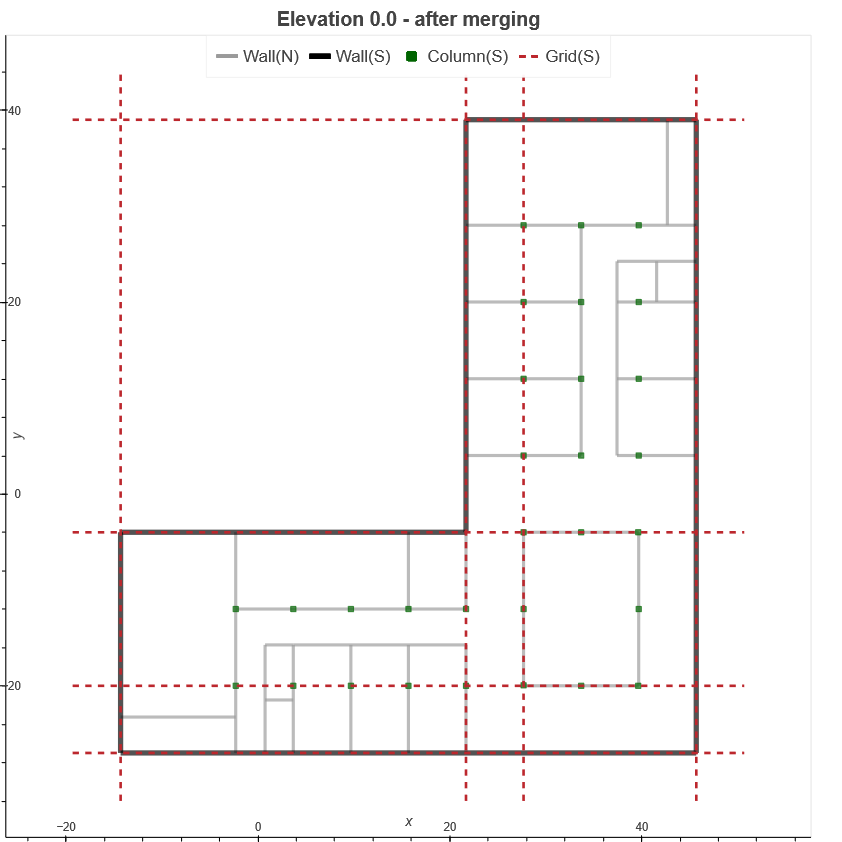 Elevation 0.0 - after merging
Wall(N) Wall(S) Column(S) Grid(S)
40
20
0
20
y
x
−20 0 20 40